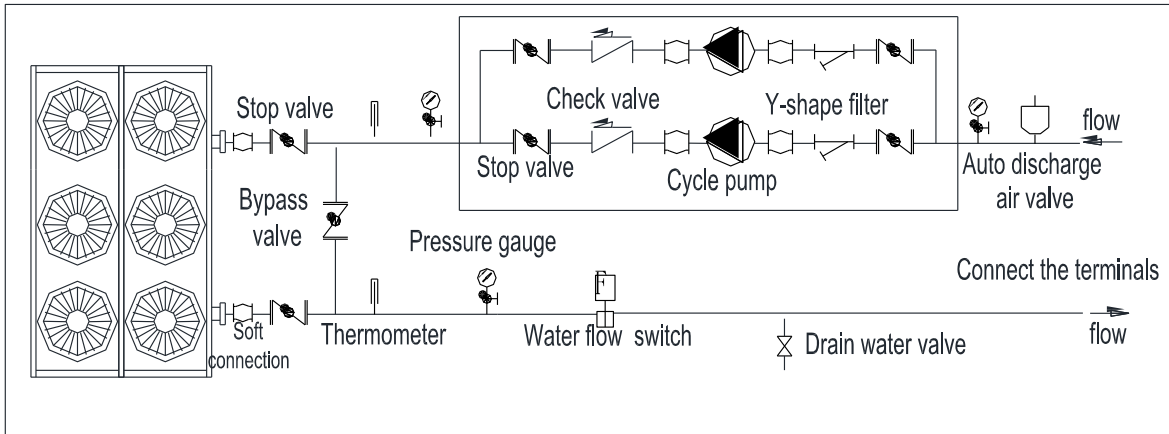 Stop valve
Check valve
Y-shape filter
flow
Stop valve
Cycle pump
Auto discharge
air valve
Bypass
valve
Pressure gauge
Connect the terminals
F
Soft
connection
Thermometer
Water flow switch
Drain water valve
flow